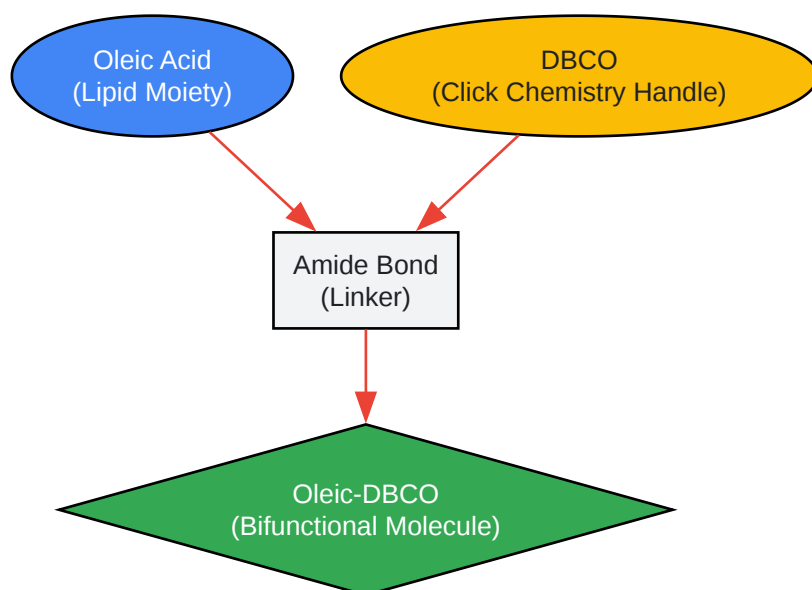 Oleic Acid
(Lipid Moiety)
DBCO
(Click Chemistry Handle)
Amide Bond
(Linker)
Oleic-DBCO
(Bifunctional Molecule)